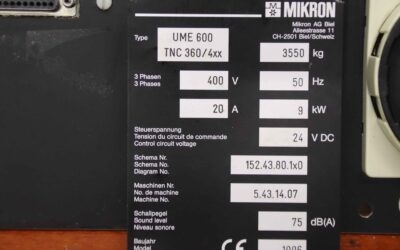 MIKRON
Mikron AG Biel
Alleestrasse 11
CH-2501 Biel/Schweiz
Type UME 600
TNC 360/4xx 3550 kg
3 Phasen
3 Phases 400 V 50 Hz
20 A 9 kW
Steuerspannung
Tension du circuit de commande
Control circuit voltage 24 V DC
Schema Nr.
Schema No.
Diagram No. 152.43.80.1x0
Maschinen Nr.
No. de machine
Machine No. 5.43.14.07
Schallpegel
Sound level
Niveau sonore 75 dB(A)
Baujahr
Model CE